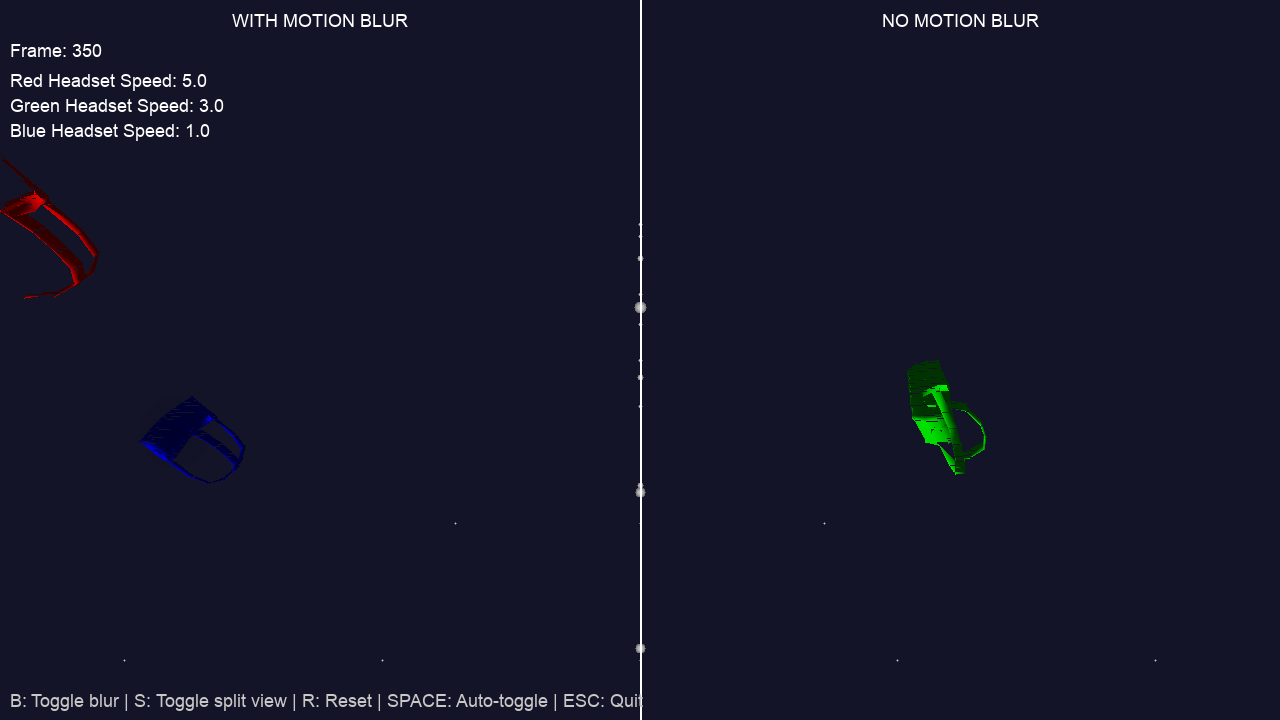 WITH MOTION BLUR
NO MOTION BLUR
Frame: 350
Red Headset Speed: 5.0
Green Headset Speed: 3.0
Blue Headset Speed: 1.0
B: Toggle blur | S: Toggle split view | R: Reset | SPACE: Auto-toggle | ESC: Quit